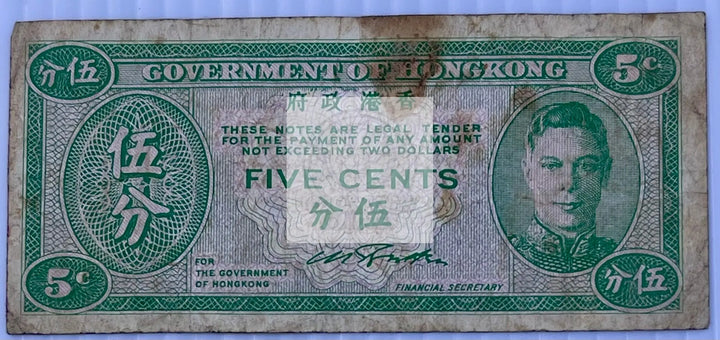 分伍
GOVERNMENT OF HONGKONG
5¢
府政港香
THESE NOTES ARE LEGAL TENDER
FOR THE PAYMENT OF ANY AMOUNT
NOT EXCEEDING TWO DOLLARS
伍分
FIVE CENTS
分伍
FOR
THE GOVERNMENT
OF HONGKONG
FINANCIAL SECRETARY
5¢
分伍